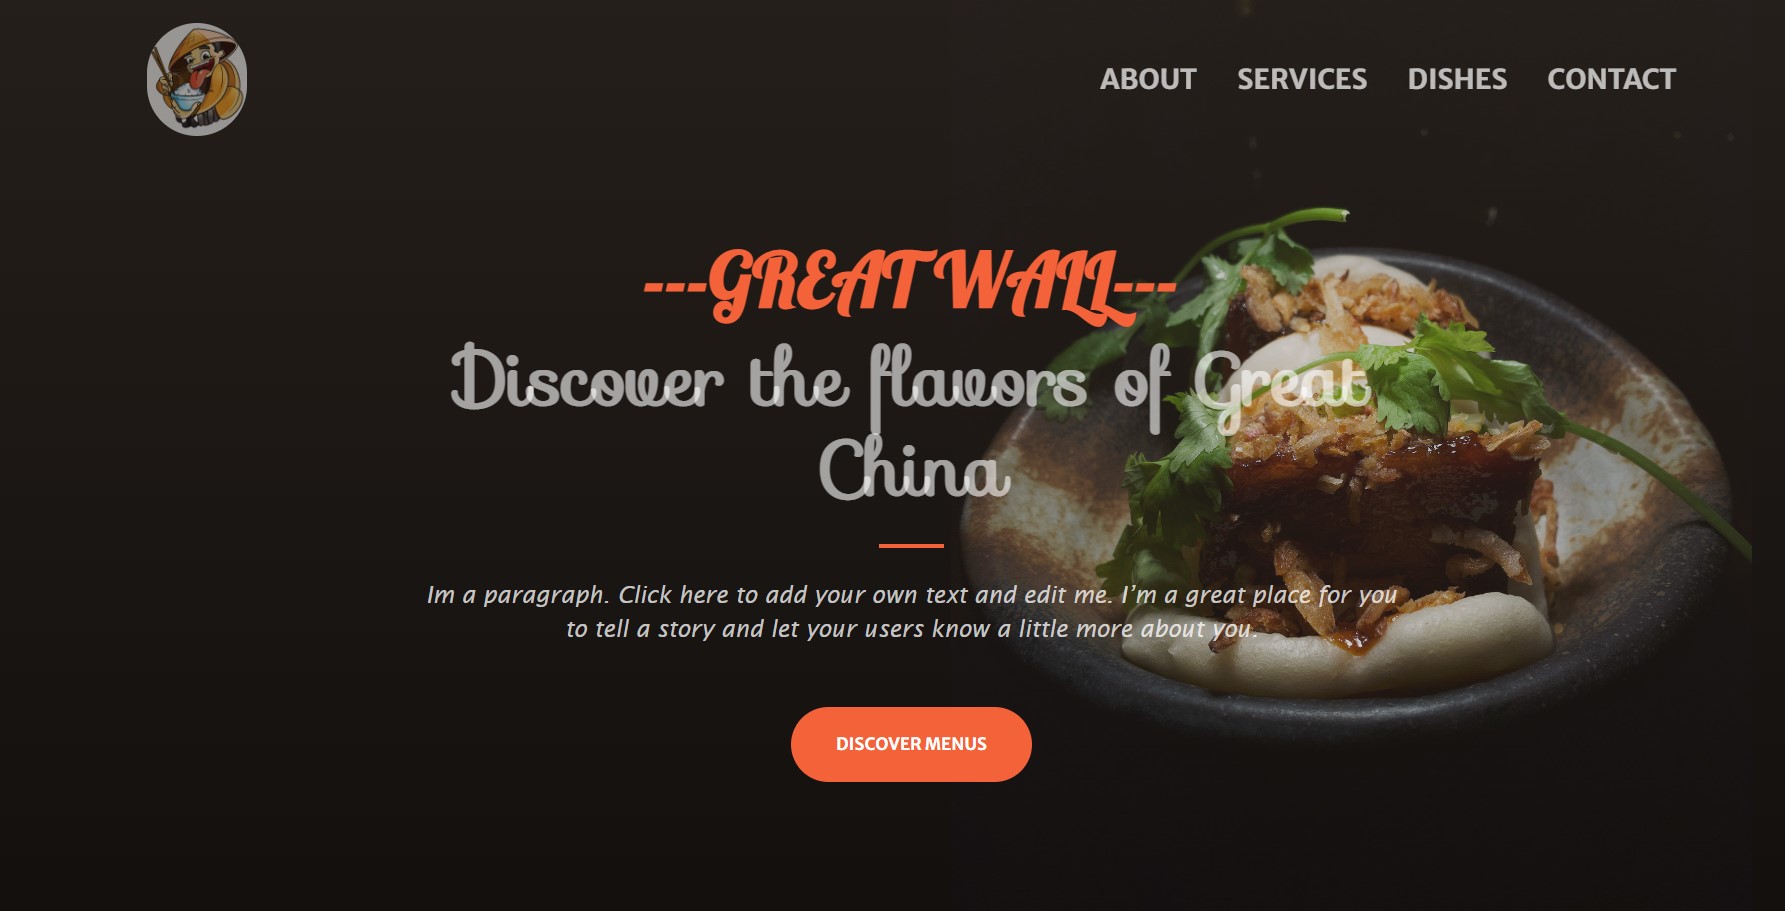 ABOUT SERVICES DISHES CONTACT
---GREAT WALL---
Discover the flavors of Great
China
Im a paragraph. Click here to add your own text and edit me. I’m a great place for you
to tell a story and let your users know a little more about you.
DISCOVER MENUS